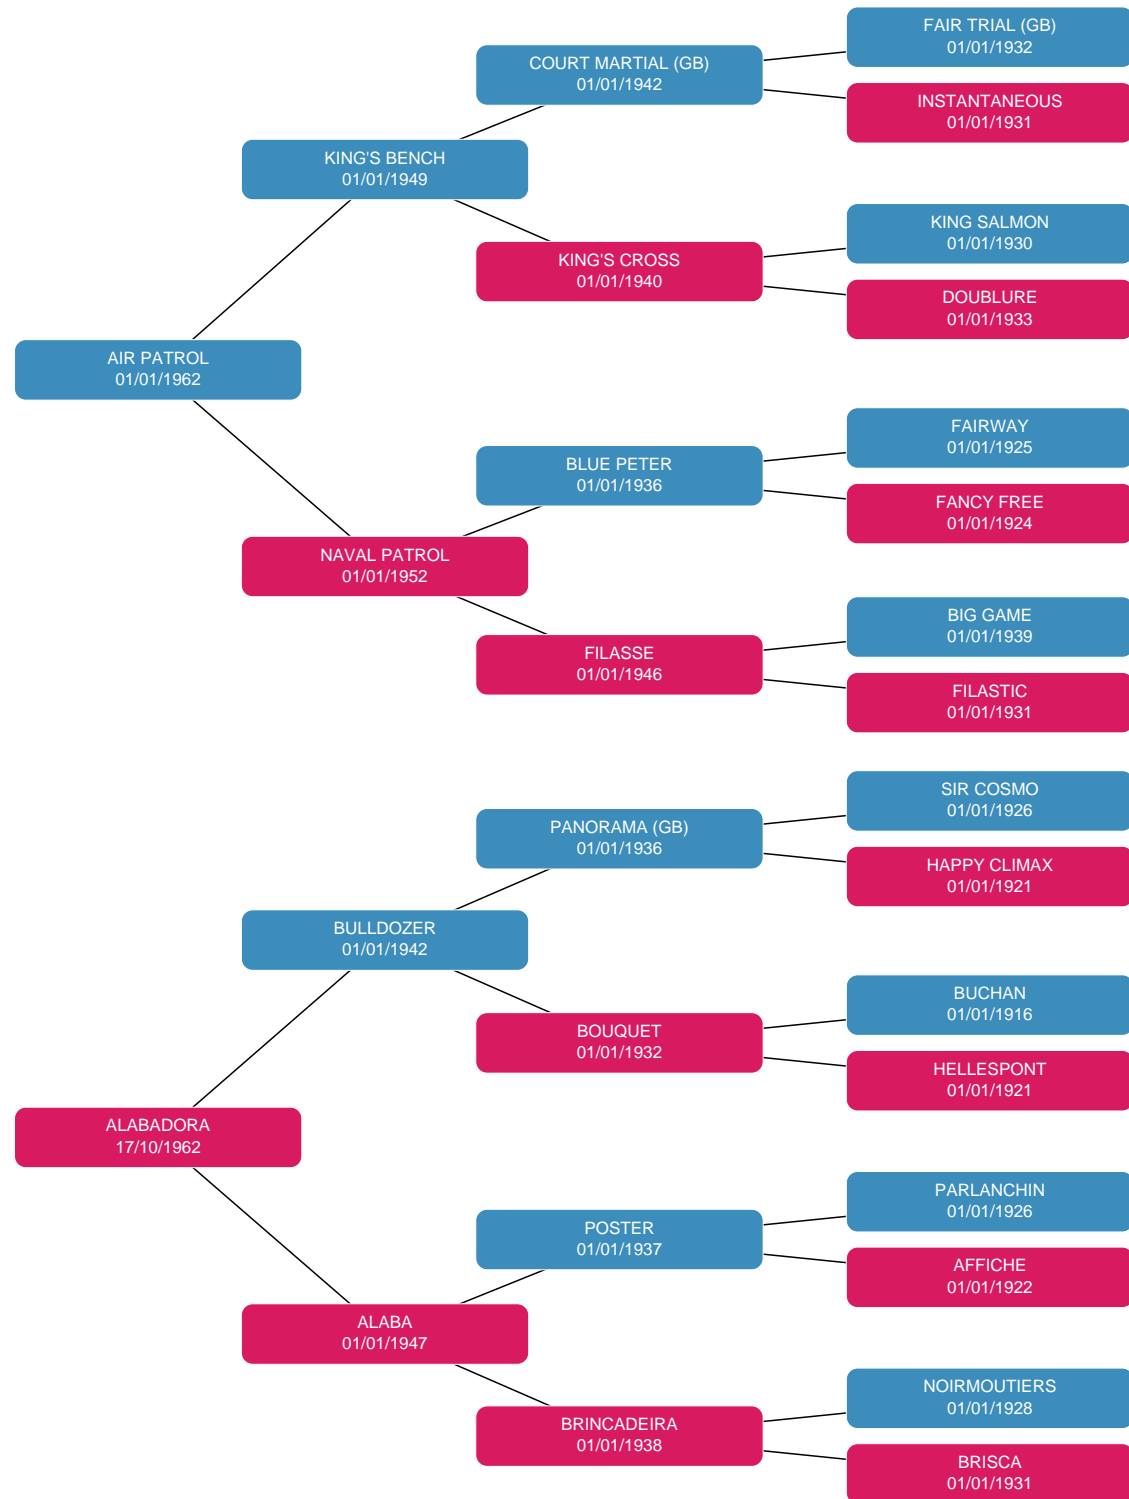 FAIR TRIAL (GB)
01/01/1932
COURT MARTIAL (GB)
01/01/1942
INSTANTANEOUS
01/01/1931
KING'S BENCH
01/01/1949
KING SALMON
01/01/1930
KING'S CROSS
01/01/1940
DOUBLURE
01/01/1933
AIR PATROL
01/01/1962
FAIRWAY
01/01/1925
BLUE PETER
01/01/1936
FANCY FREE
01/01/1924
NAVAL PATROL
01/01/1952
BIG GAME
01/01/1939
FILASSE
01/01/1946
FILASTIC
01/01/1931
SIR COSMO
01/01/1926
PANORAMA (GB)
01/01/1936
HAPPY CLIMAX
01/01/1921
BULLDOZER
01/01/1942
BUCHAN
01/01/1916
BOUQUET
01/01/1932
HELLESPONT
01/01/1921
ALABADORA
17/10/1962
PARLANCHIN
01/01/1926
POSTER
01/01/1937
AFFICHE
01/01/1922
ALABA
01/01/1947
NOIRMOUTIERS
01/01/1928
BRINCADEIRA
01/01/1938
BRISCA
01/01/1931